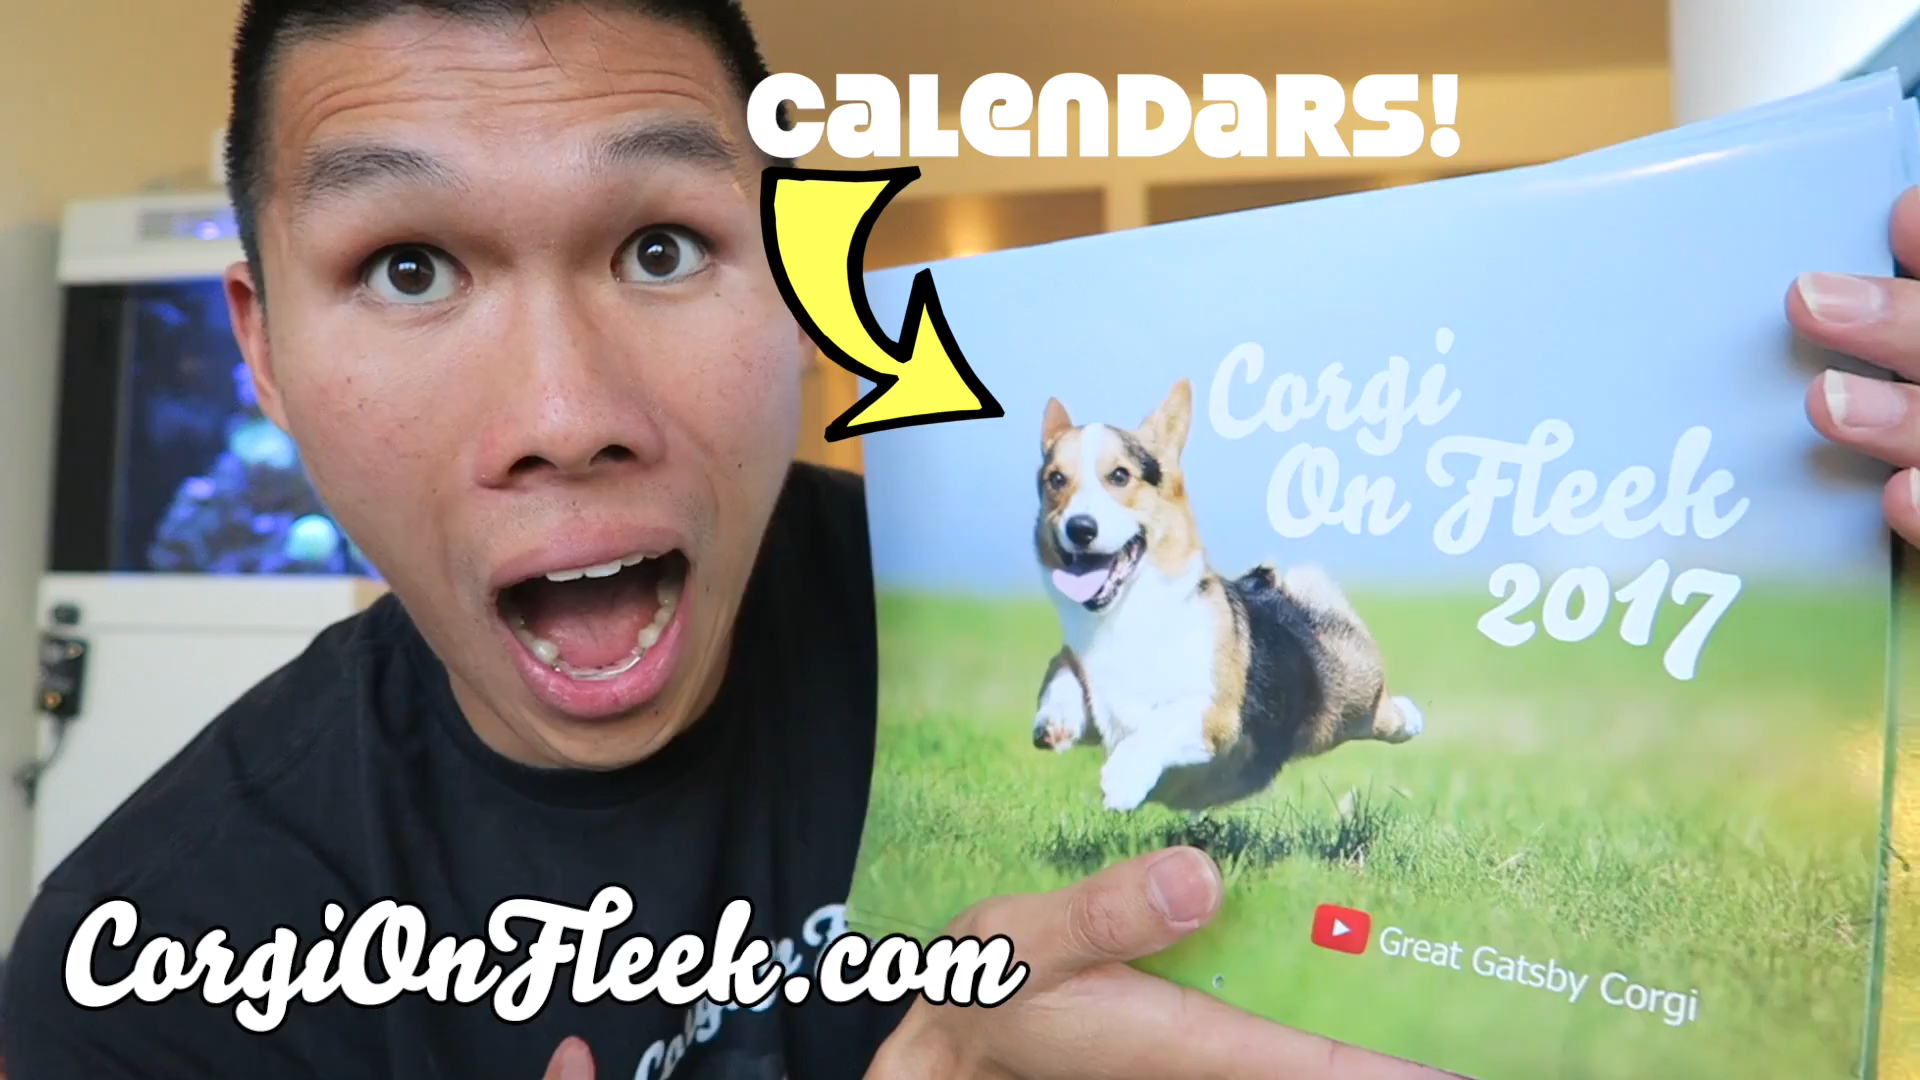 CALENDARS!
Corgi
On Fleek
2017
Great Gatsby Corgi
CorgiOnFleek.com